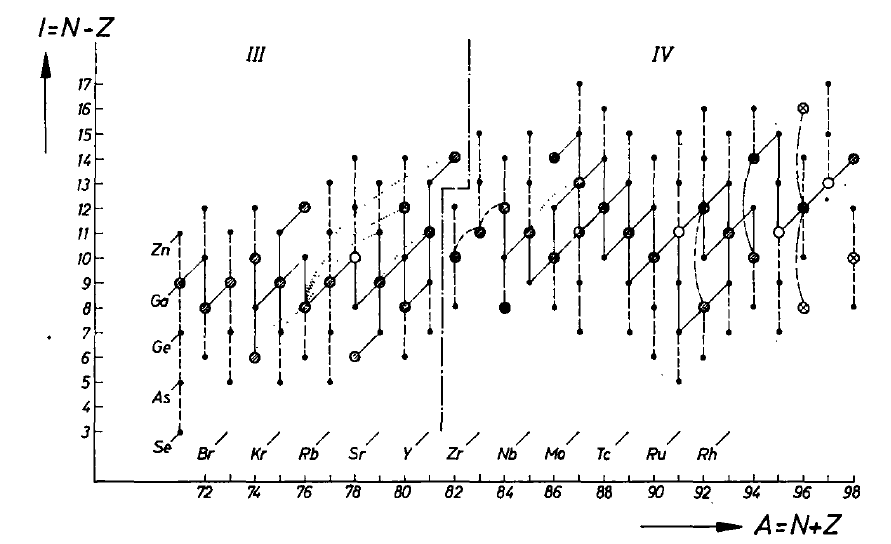 I=N-Z
III
IV
17
16
15
14
13
12
11
10
9
8
7
6
5
4
3
Zn
Ga
Ge
As
Se
Br
Kr
Rb
Sr
Y
Zr
Nb
Mo
Tc
Ru
Rh
72 74 76 78 80 82 84 86 88 90 92 94 96 98
A=N+Z